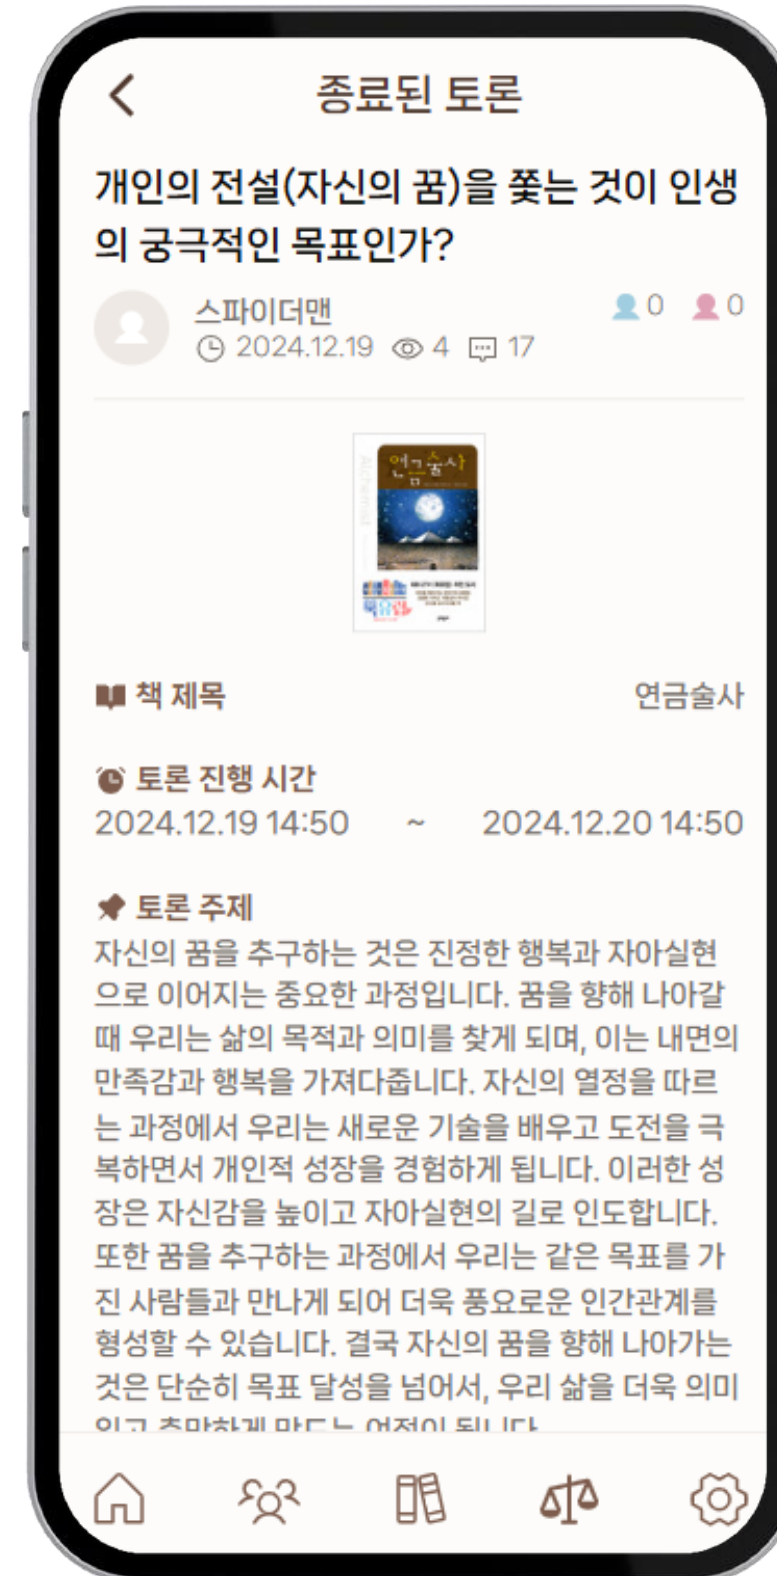 종료된 토론
개인의 전설(자신의 꿈)을 쫓는 것이 인생
의 궁극적인 목표인가?
스파이더맨
0 0
2024.12.19 4 17
Alchemist
연금술사
책 제목 연금술사
토론 진행 시간
2024.12.19 14:50 ~ 2024.12.20 14:50
토론 주제
자신의 꿈을 추구하는 것은 진정한 행복과 자아실현
으로 이어지는 중요한 과정입니다. 꿈을 향해 나아갈
때 우리는 삶의 목적과 의미를 찾게 되며, 이는 내면의
만족감과 행복을 가져다줍니다. 자신의 열정을 따르
는 과정에서 우리는 새로운 기술을 배우고 도전을 극
복하면서 개인적 성장을 경험하게 됩니다. 이러한 성
장은 자신감을 높이고 자아실현의 길로 인도합니다.
또한 꿈을 추구하는 과정에서 우리는 같은 목표를 가
진 사람들과 만나게 되어 더욱 풍요로운 인간관계를
형성할 수 있습니다. 결국 자신의 꿈을 향해 나아가는
것은 단순히 목표 달성을 넘어서, 우리 삶을 더욱 의미
있고 충만하게 만드는 여정이 됩니다